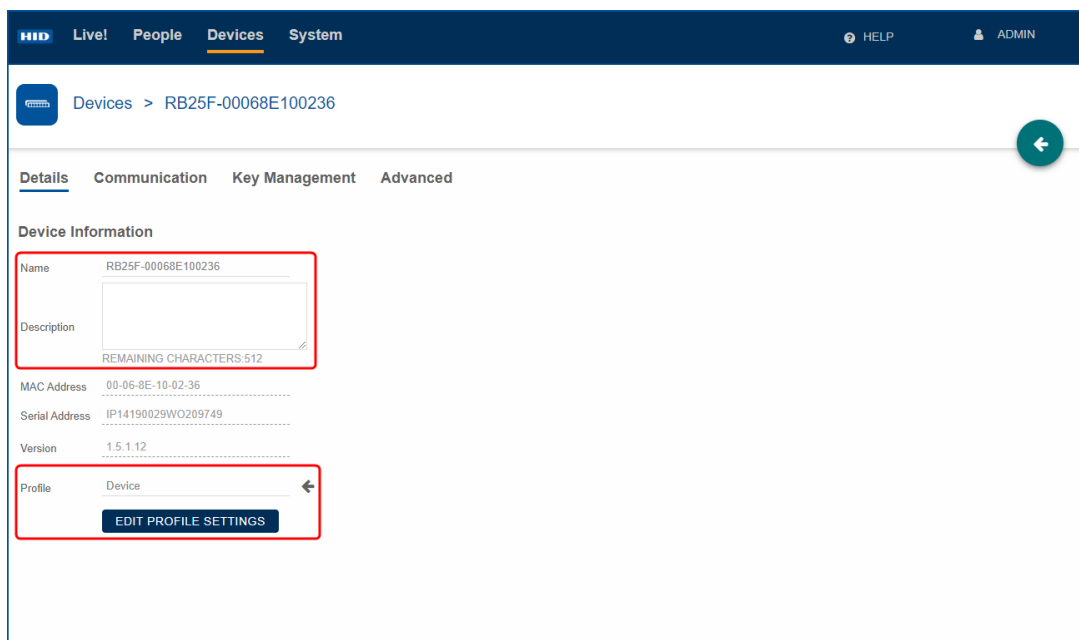 HID Live! People Devices System HELP ADMIN
Devices > RB25F-00068E100236
Details Communication Key Management Advanced
Device Information
Name RB25F-00068E100236
Description
REMAINING CHARACTERS:512
MAC Address 00-06-8E-10-02-36
Serial Address IP14190029WO209749
Version 1.5.1.12
Profile Device
EDIT PROFILE SETTINGS